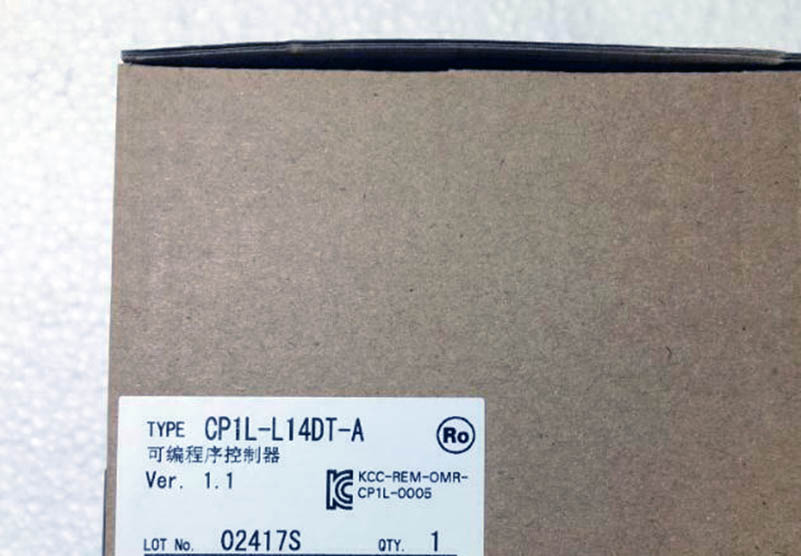 TYPE CP1L-L14DT-A Ro
可编程序控制器
Ver. 1.1
KCC-REM-OMR-
CP1L-0005
LOT No. 02417S QTY. 1